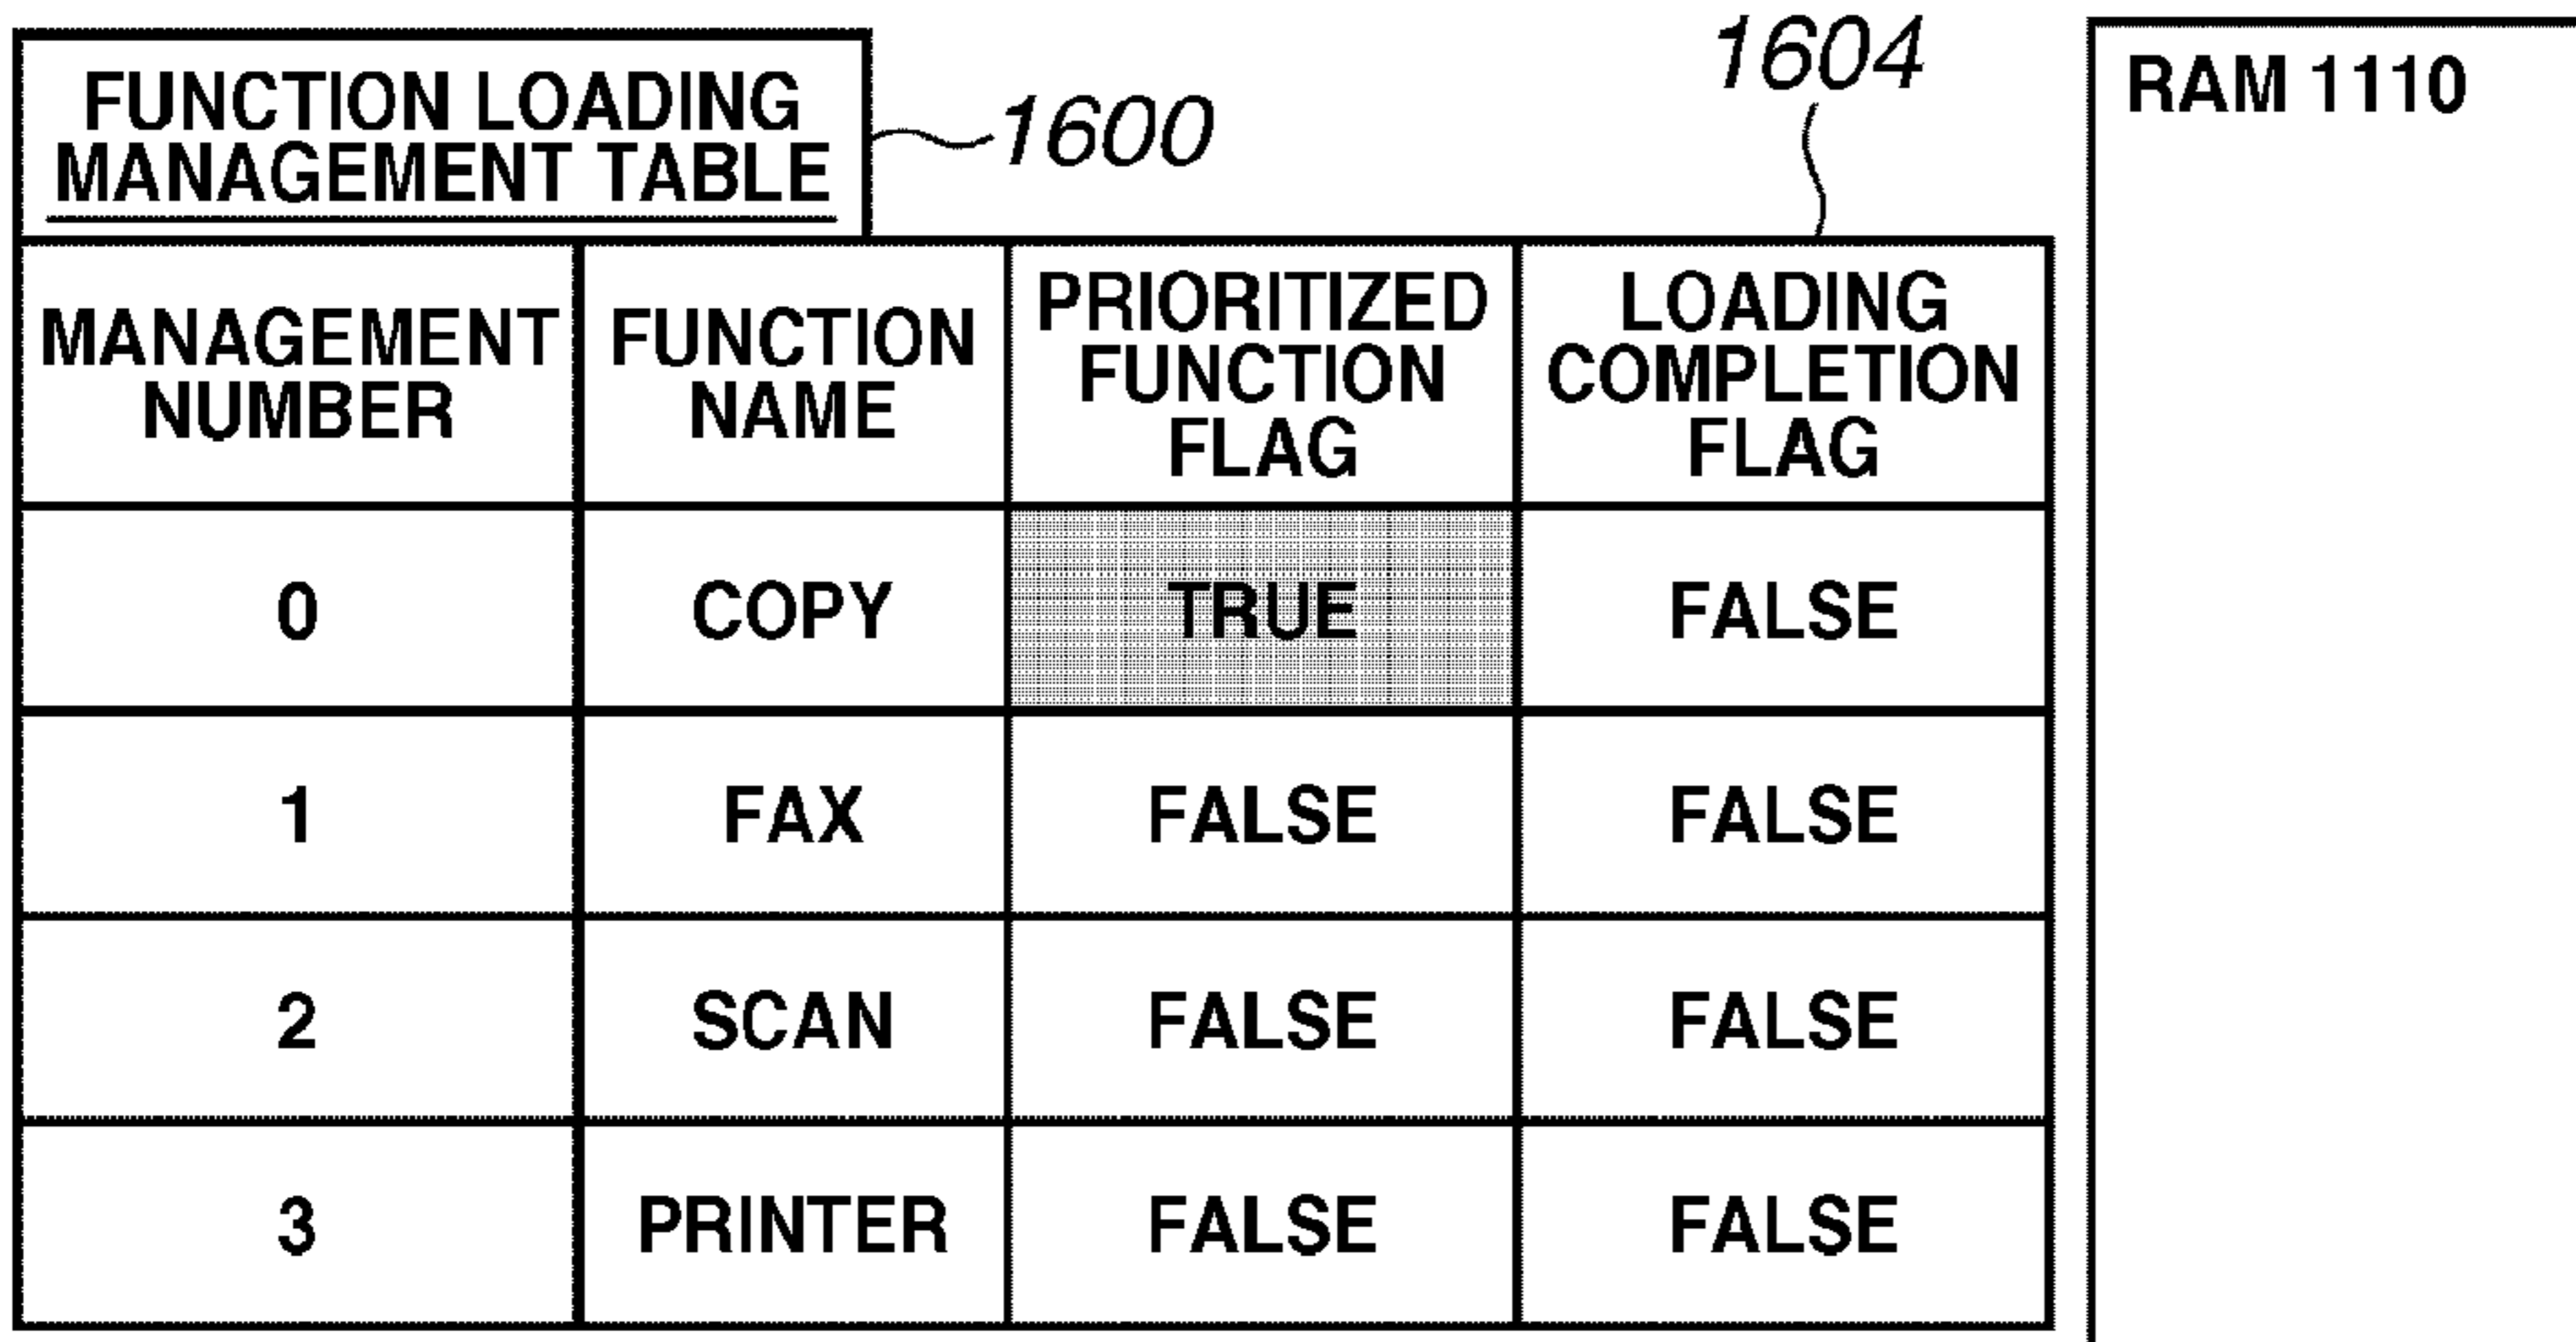 FUNCTION LOADING
MANAGEMENT TABLE
1600
1604
RAM 1110
MANAGEMENT
NUMBER
FUNCTION
NAME
PRIORITIZED
FUNCTION
FLAG
LOADING
COMPLETION
FLAG
0 COPY TRUE FALSE
1 FAX FALSE FALSE
2 SCAN FALSE FALSE
3 PRINTER FALSE FALSE